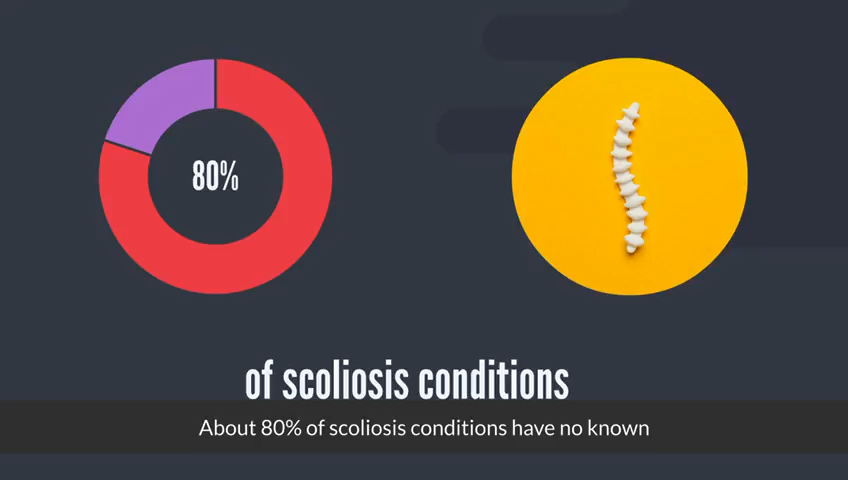 80%
of scoliosis conditions
About 80% of scoliosis conditions have no known